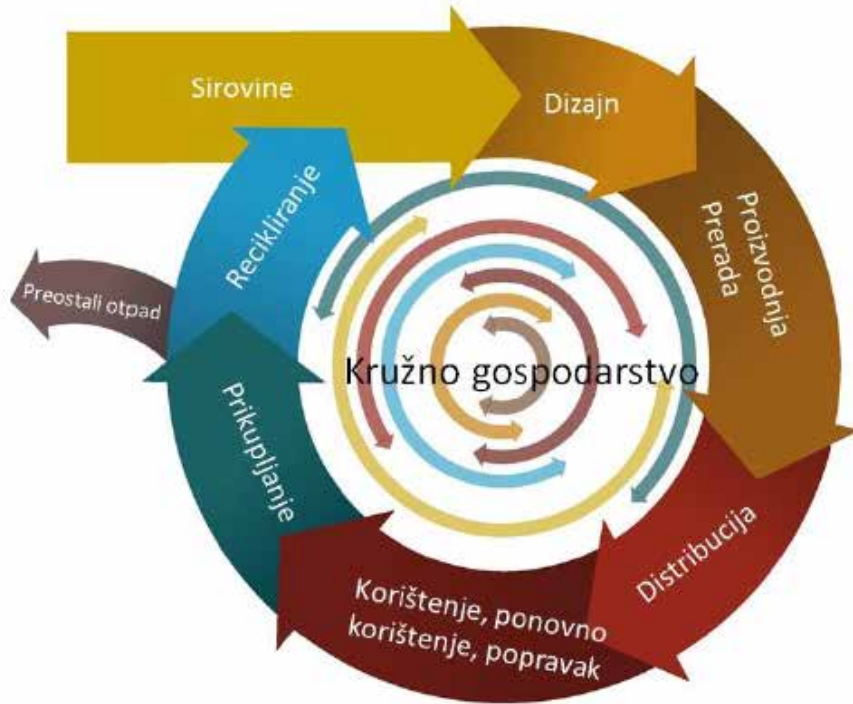 Sirovine
Dizajn
Proizvodnja
Prerada
Distribucija
Korištenje, ponovno
korištenje, popravak
Prikupljanje
Recikliranje
Preostali otpad
Kružno gospodarstvo